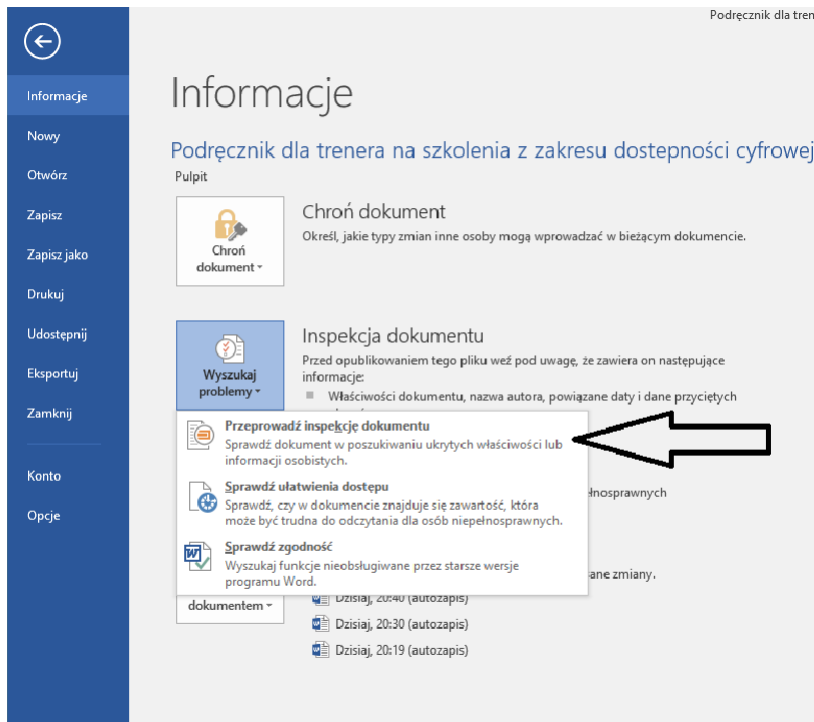 Podręcznik dla tren
Informacje
Nowy
Otwórz
Zapisz
Zapisz jako
Drukuj
Udostępnij
Eksportuj
Zamknij
Konto
Opcje
Informacje
Podręcznik dla trenera na szkolenia z zakresu dostepności cyfrowej
Pulpit
Chroń
dokument
Chroń dokument
Określ, jakie typy zmian inne osoby mogą wprowadzać w bieżącym dokumencie.
Wyszukaj
problemy
Inspekcja dokumentu
Przed opublikowaniem tego pliku weź pod uwagę, że zawiera on następujące
informacje:
Właściwości dokumentu, nazwa autora, powiązane daty i dane przyciętych
Przeprowadź inspekcję dokumentu
Sprawdź dokument w poszukiwaniu ukrytych właściwości lub
informacji osobistych.
Sprawdź ułatwienia dostępu
Sprawdź, czy w dokumencie znajduje się zawartość, która
może być trudna do odczytania dla osób niepełnosprawnych.
Sprawdź zgodność
Wyszukaj funkcje nieobsługiwane przez starsze wersje
programu Word.
łnosprawnych
ane zmiany.
dokumentem
Dzisiaj, 20:40 (autozapis)
Dzisiaj, 20:30 (autozapis)
Dzisiaj, 20:19 (autozapis)